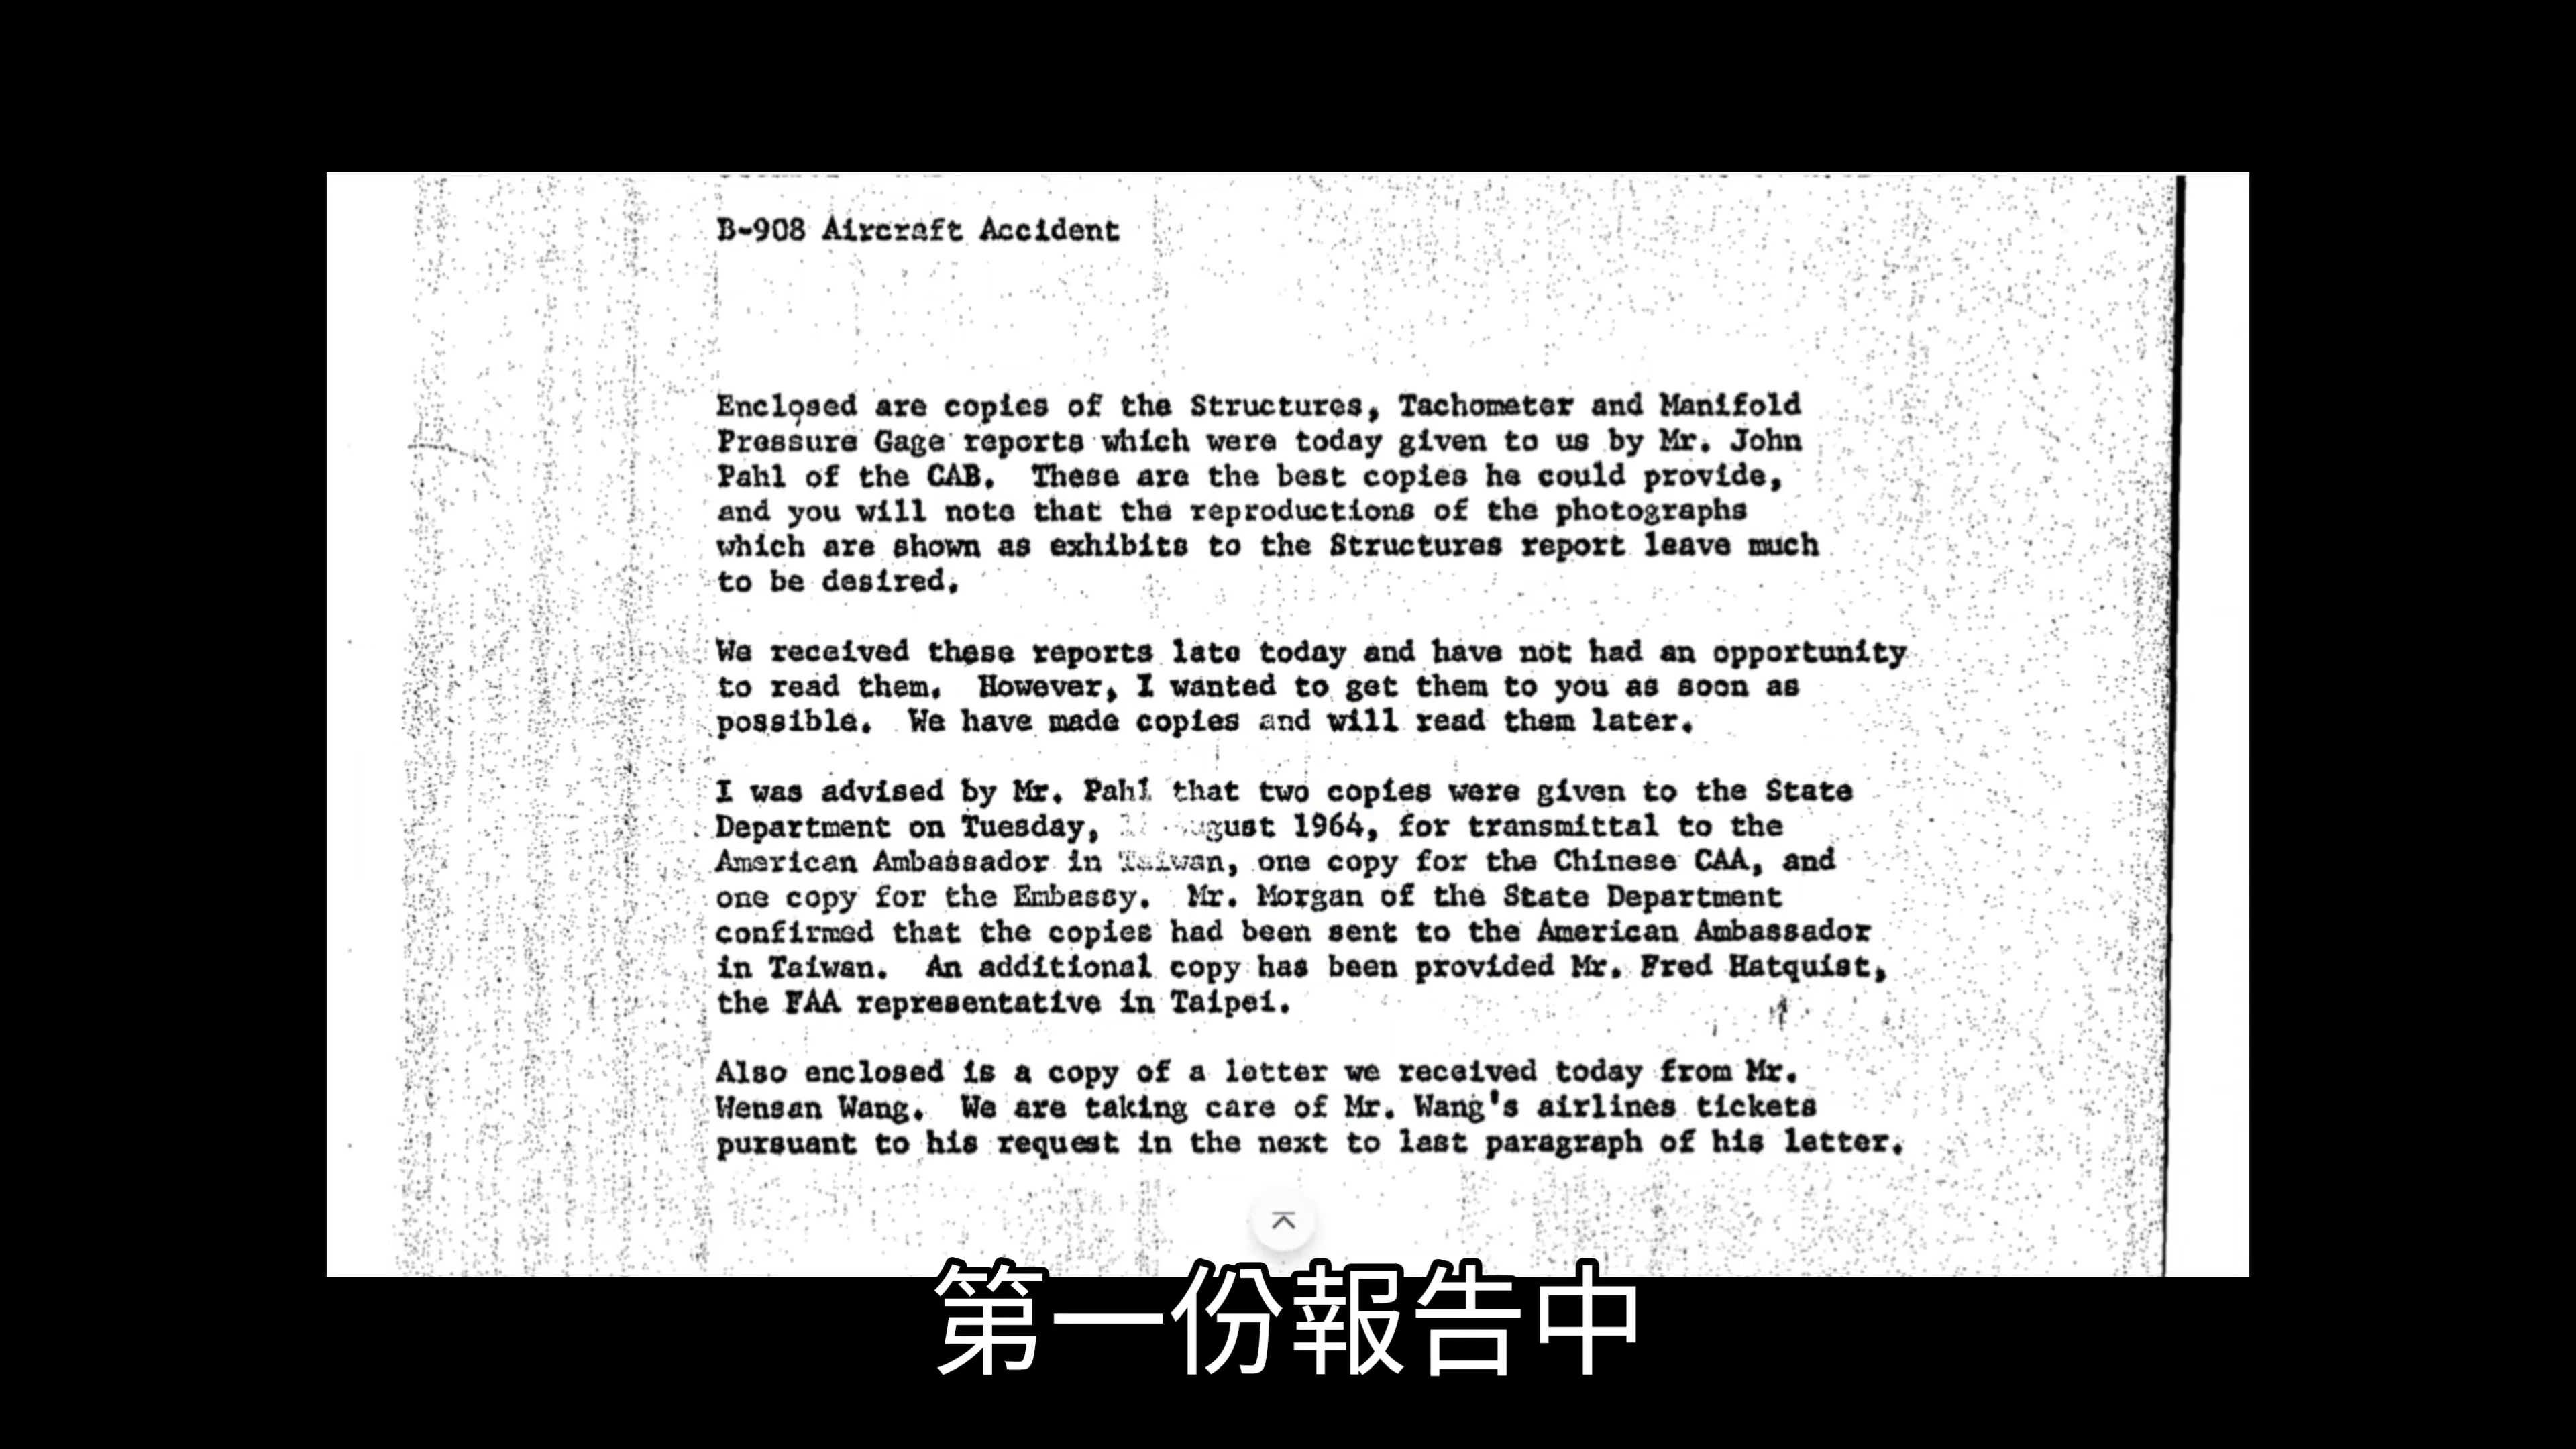 B-908 Aircraft Accident
Enclosed are copies of the Structures, Tachometer and Manifold
Pressure Gage reports which were today given to us by Mr. John
Pahl of the CAB. These are the best copies he could provide,
and you will note that the reproductions of the photographs
which are shown as exhibits to the Structures report leave much
to be desired.
We received these reports late today and have not had an opportunity
to read them. However, I wanted to get them to you as soon as
possible. We have made copies and will read them later.
I was advised by Mr. Pahl that two copies were given to the State
Department on Tuesday, August 1964, for transmittal to the
American Ambassador in Taiwan, one copy for the Chinese CAA, and
one copy for the Embassy. Mr. Morgan of the State Department
confirmed that the copies had been sent to the American Ambassador
in Taiwan. An additional copy has been provided Mr. Fred Hatquist,
the FAA representative in Taipei.
Also enclosed is a copy of a letter we received today from Mr.
Wensan Wang. We are taking care of Mr. Wang's airlines tickets
pursuant to his request in the next to last paragraph of his letter.
第一份報告中